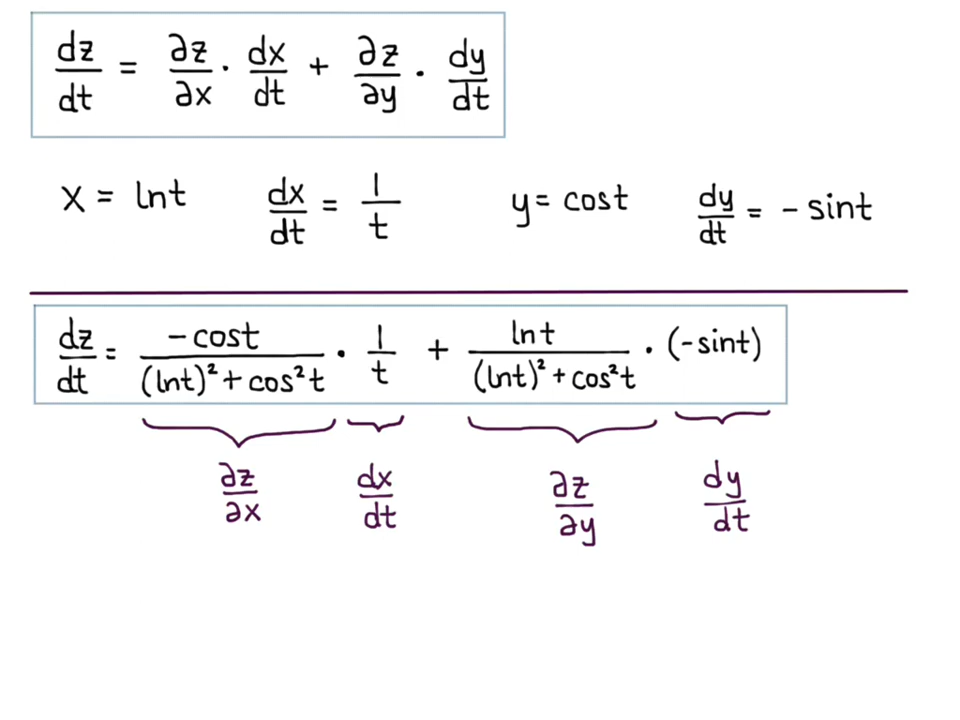 dz/dt = ∂z/∂x · dx/dt + ∂z/∂y · dy/dt
x = lnt dx/dt = 1/t y = cost dy/dt = - sint
dz/dt = -cost/((lnt)² + cos²t) · 1/t + lnt/((lnt)² + cos²t) · (-sint)
∂z/∂x dx/dt ∂z/∂y dy/dt